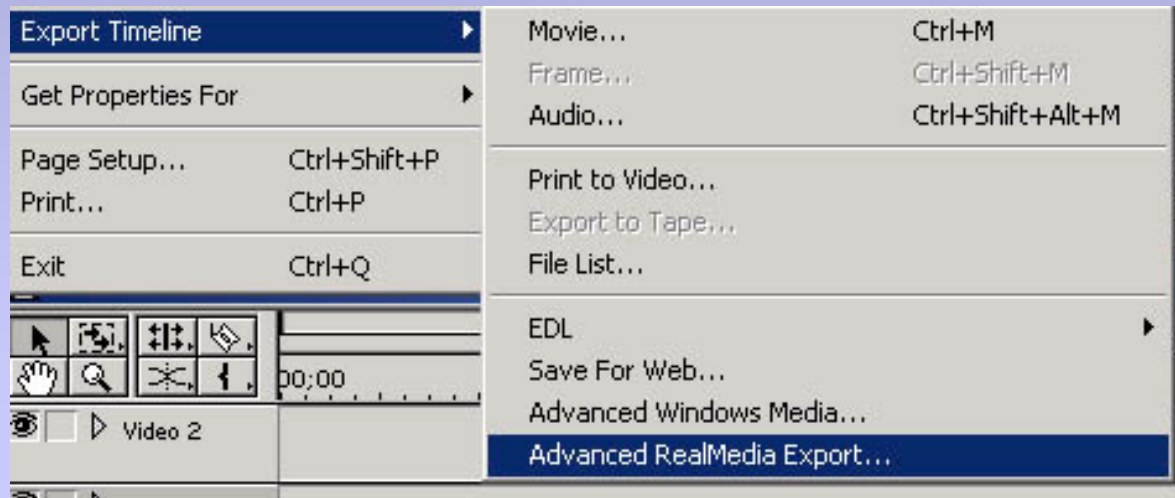 Export Timeline
Get Properties For
Page Setup... Ctrl+Shift+P
Print... Ctrl+P
Exit Ctrl+Q
Movie... Ctrl+M
Frame... Ctrl+Shift+M
Audio... Ctrl+Shift+Alt+M
Print to Video...
Export to Tape...
File List...
EDL
Save For Web...
Advanced Windows Media...
Advanced RealMedia Export...
00;00
Video 2